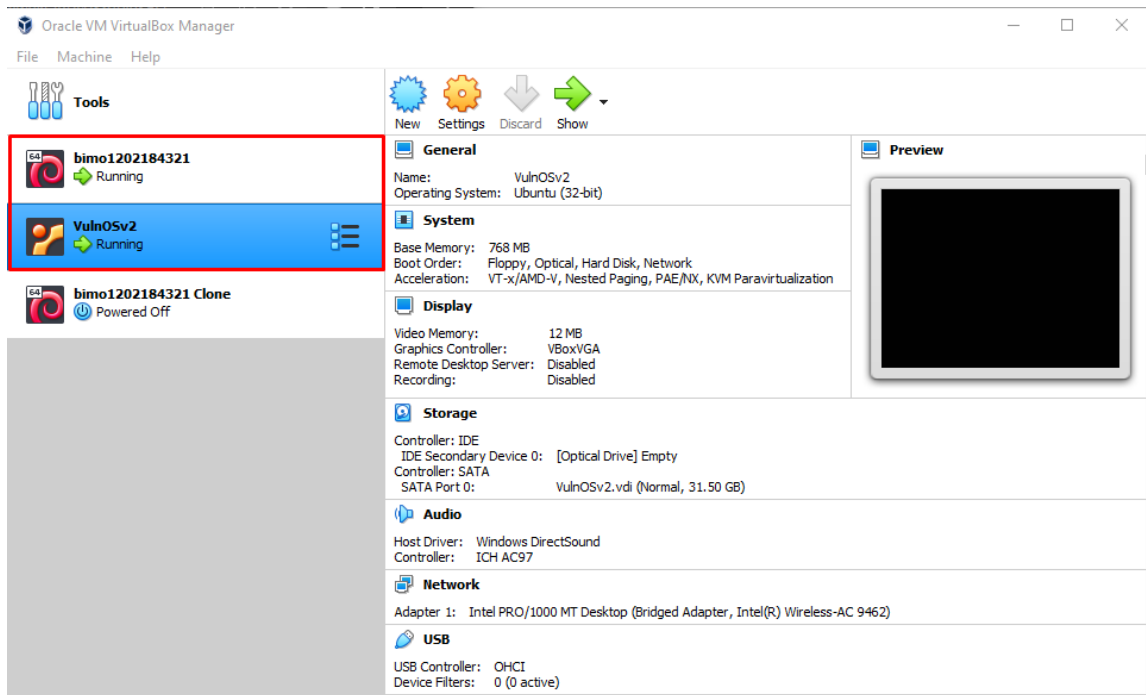 Oracle VM VirtualBox Manager
File Machine Help
Tools
64
bimo1202184321
Running
VulnOSv2
Running
64
bimo1202184321 Clone
Powered Off
New Settings Discard Show
General
Name: VulnOSv2
Operating System: Ubuntu (32-bit)
System
Base Memory: 768 MB
Boot Order: Floppy, Optical, Hard Disk, Network
Acceleration: VT-x/AMD-V, Nested Paging, PAE/NX, KVM Paravirtualization
Display
Video Memory: 12 MB
Graphics Controller: VBoxVGA
Remote Desktop Server: Disabled
Recording: Disabled
Preview
Storage
Controller: IDE
IDE Secondary Device 0: [Optical Drive] Empty
Controller: SATA
SATA Port 0: VulnOSv2.vdi (Normal, 31.50 GB)
Audio
Host Driver: Windows DirectSound
Controller: ICH AC97
Network
Adapter 1: Intel PRO/1000 MT Desktop (Bridged Adapter, Intel(R) Wireless-AC 9462)
USB
USB Controller: OHCI
Device Filters: 0 (0 active)